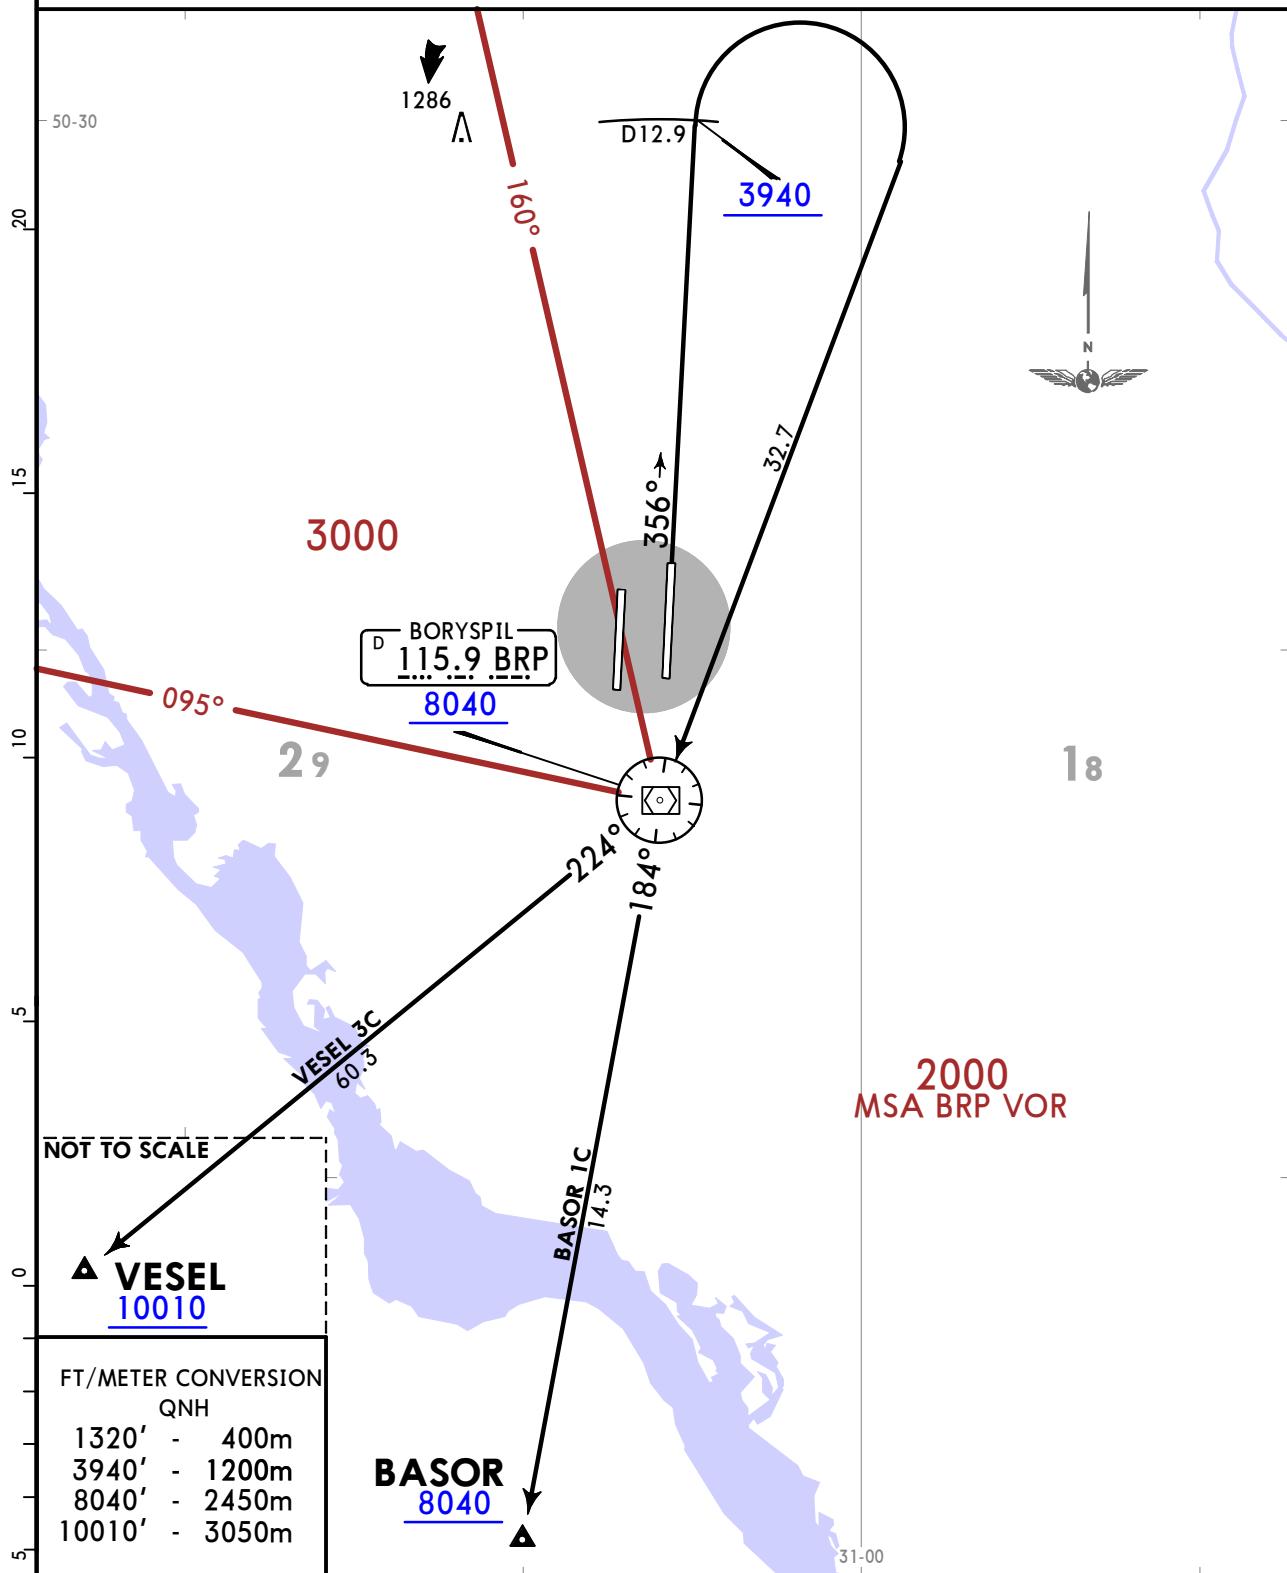 1286
50-30
D12.9
3940
160°
20
N
32.7
15
356°
3000
BORYSPIL
D 115.9 BRP
8040
095°
10
29
18
224°
184°
5
VESEL 3C
60.3
2000
MSA BRP VOR
NOT TO SCALE
BASOR 1C
14.3
0
VESEL
10010
FT/METER CONVERSION
QNH
1320' - 400m
3940' - 1200m
8040' - 2450m
10010' - 3050m
BASOR
8040
5
31-00